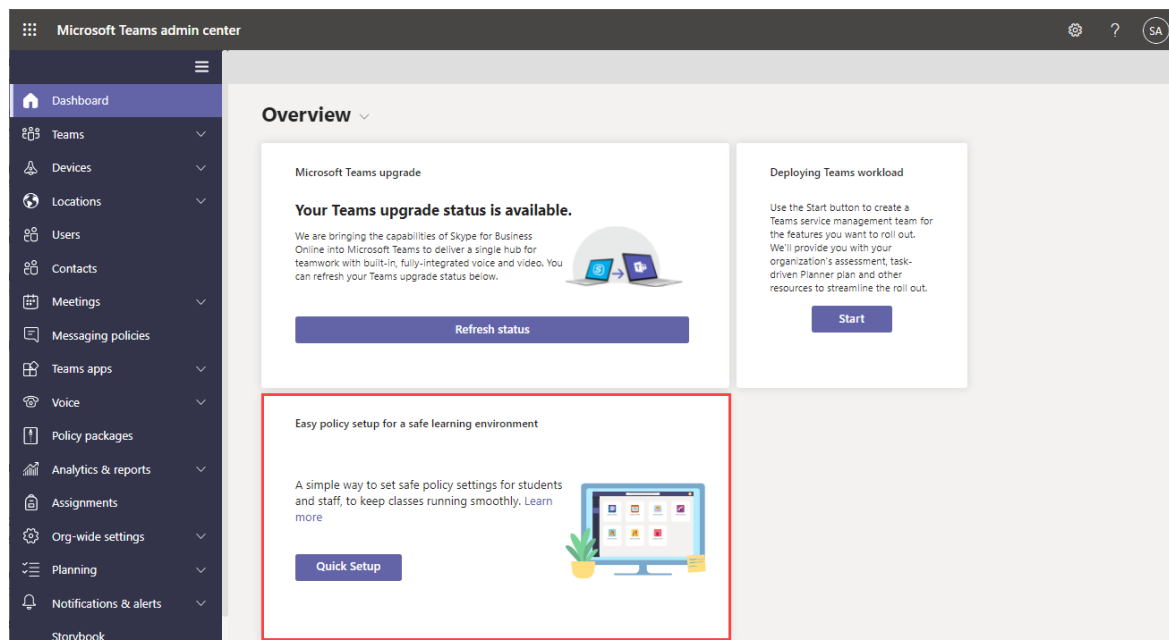 Microsoft Teams admin center
?
SA
Dashboard
Teams
Devices
Locations
Users
Contacts
Meetings
Messaging policies
Teams apps
Voice
Policy packages
Analytics & reports
Assignments
Org-wide settings
Planning
Notifications & alerts
Storybook
Overview
Microsoft Teams upgrade
Your Teams upgrade status is available.
We are bringing the capabilities of Skype for Business
Online into Microsoft Teams to deliver a single hub for
teamwork with built-in, fully-integrated voice and video. You
can refresh your Teams upgrade status below.
Refresh status
Deploying Teams workload
Use the Start button to create a
Teams service management team for
the features you want to roll out.
We'll provide you with your
organization's assessment, task-
driven Planner plan and other
resources to streamline the roll out.
Start
Easy policy setup for a safe learning environment
A simple way to set safe policy settings for students
and staff, to keep classes running smoothly. Learn
more
Quick Setup